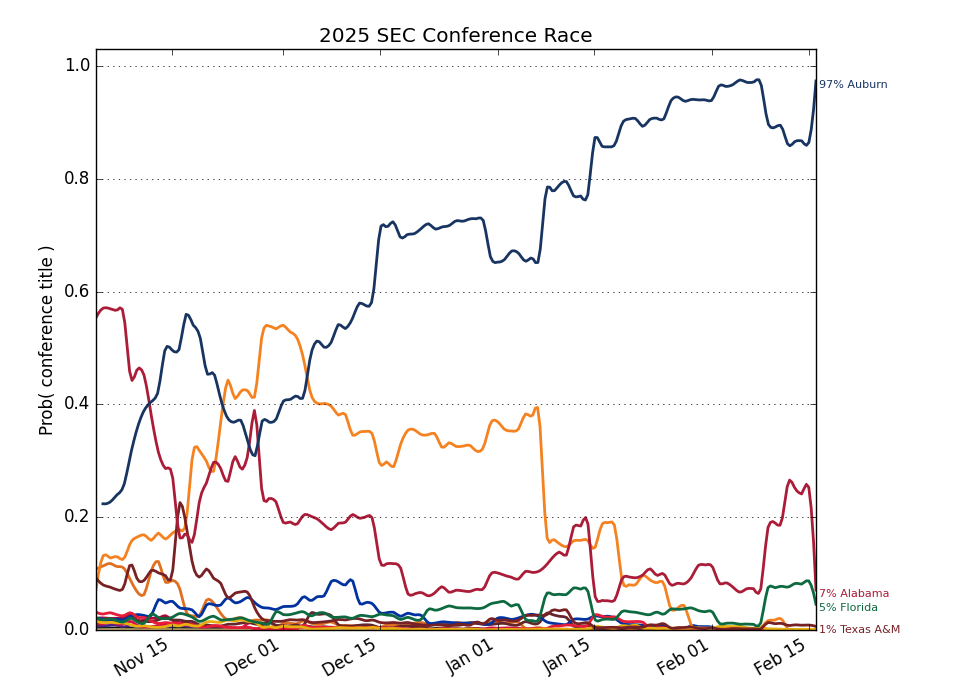 2025 SEC Conference Race
Prob( conference title )
1.0
0.8
0.6
0.4
0.2
0.0
97% Auburn
7% Alabama
5% Florida
1% Texas A&M
Nov 15
Dec 01
Dec 15
Jan 01
Jan 15
Feb 01
Feb 15